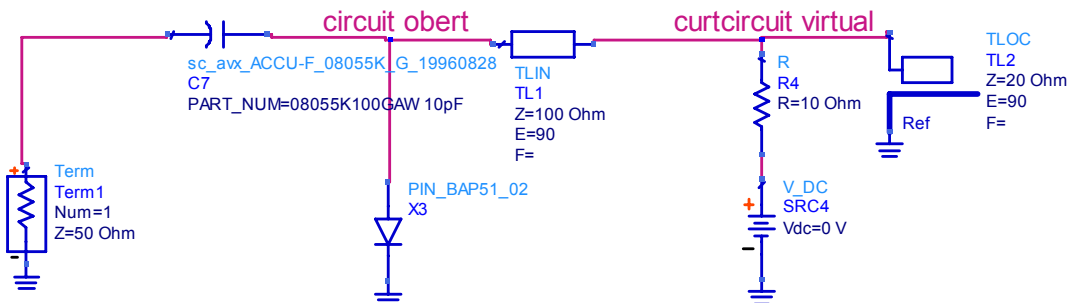 circuit obert
curtcircuit virtual
sc_avx_ACCU-F_08055K_G_19960828
C7
PART_NUM=08055K100GAW 10pF
TLIN
TL1
Z=100 Ohm
E=90
F=
R
R4
R=10 Ohm
TLOC
TL2
Z=20 Ohm
E=90
F=
Ref
+
Term
Term1
Num=1
Z=50 Ohm
-
PIN_BAP51_02
X3
+
V_DC
SRC4
Vdc=0 V
-